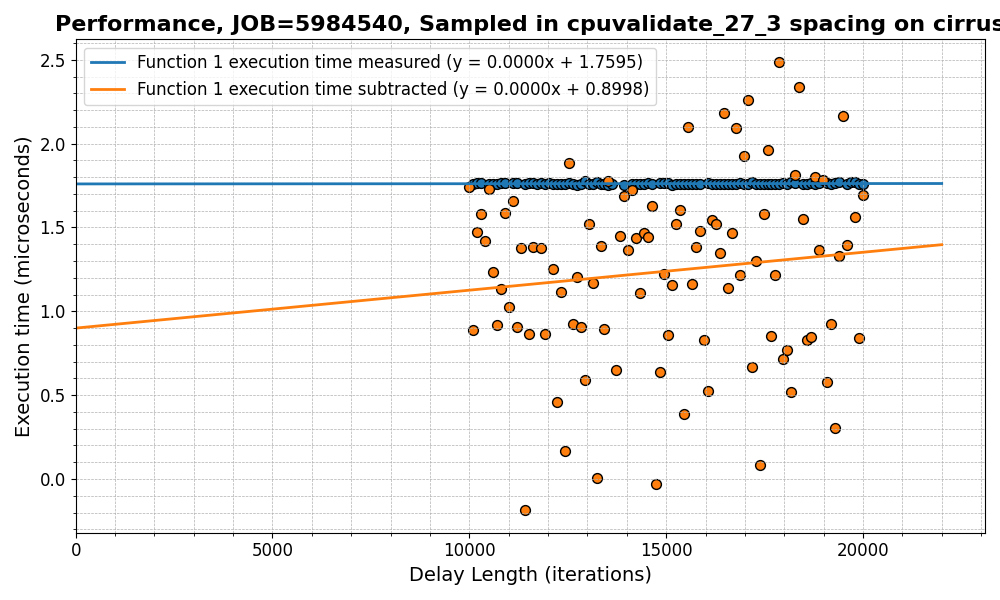 Performance, JOB=5984540, Sampled in cpuvalidate_27_3 spacing on cirrus
Function 1 execution time measured (y = 0.0000x + 1.7595)
Function 1 execution time subtracted (y = 0.0000x + 0.8998)
Execution time (microseconds)
2.5
2.0
1.5
1.0
0.5
0.0
0
5000
10000
15000
20000
Delay Length (iterations)